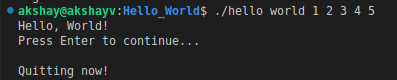 akshay@akshayv:Hello_World$ ./hello world 1 2 3 4 5
Hello, World!
Press Enter to continue...
Quitting now!